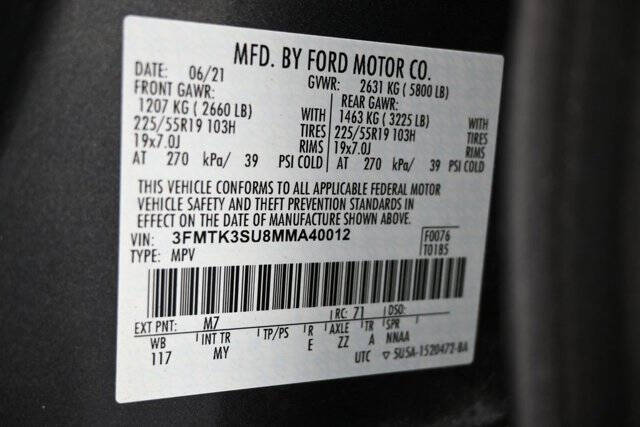 MFD. BY FORD MOTOR CO.
DATE: 06/21 GVWR: 2631 KG ( 5800 LB)
FRONT GAWR: REAR GAWR:
1207 KG ( 2660 LB) WITH 1463 KG ( 3225 LB) WITH
225/55R19 103H TIRES 225/55R19 103H TIRES
19x7.0J RIMS 19x7.0J RIMS
AT 270 kPa/ 39 PSI COLD AT 270 kPa/ 39 PSI COLD
THIS VEHICLE CONFORMS TO ALL APPLICABLE FEDERAL MOTOR
VEHICLE SAFETY AND THEFT PREVENTION STANDARDS IN
EFFECT ON THE DATE OF MANUFACTURE SHOWN ABOVE.
VIN: 3FMTK3SU8MMA40012 F0076
TYPE: MPV T0185
EXT PNT: M7 RC: 71 DSO:
WB INT TR TP/PS R AXLE TR SPR
117 MY E ZZ A NNAA
UTC ▽ 5U5A-1520472-BA